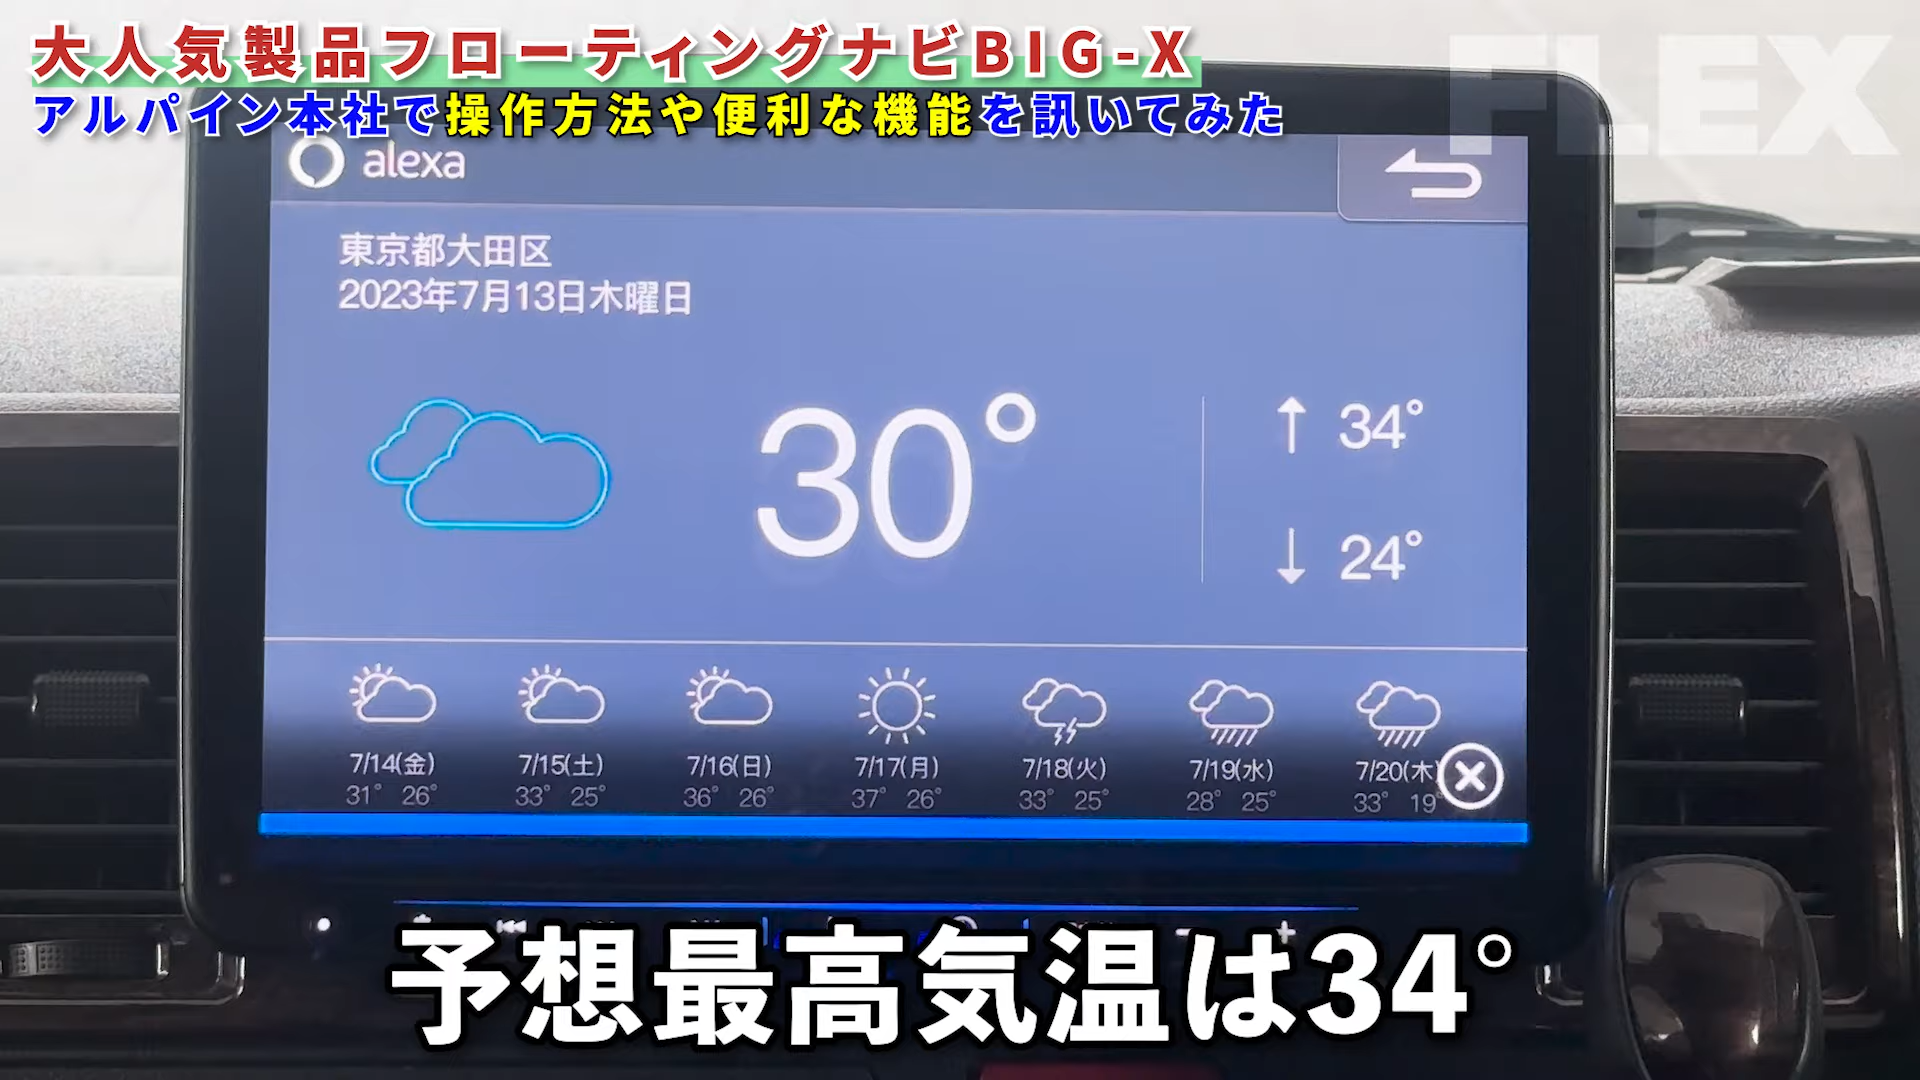 大人気製品フローティングナビBIG-X
FLEX
アルパイン本社で操作方法や便利な機能を訊いてみた
alexa
東京都大田区
2023年7月13日木曜日
30°
↑ 34°
↓ 24°
7/14(金) 7/15(土) 7/16(日) 7/17(月) 7/18(火) 7/19(水) 7/20(木)
31° 26° 33° 25° 36° 26° 37° 26° 33° 25° 28° 25° 33° 19°
予想最高気温は34°